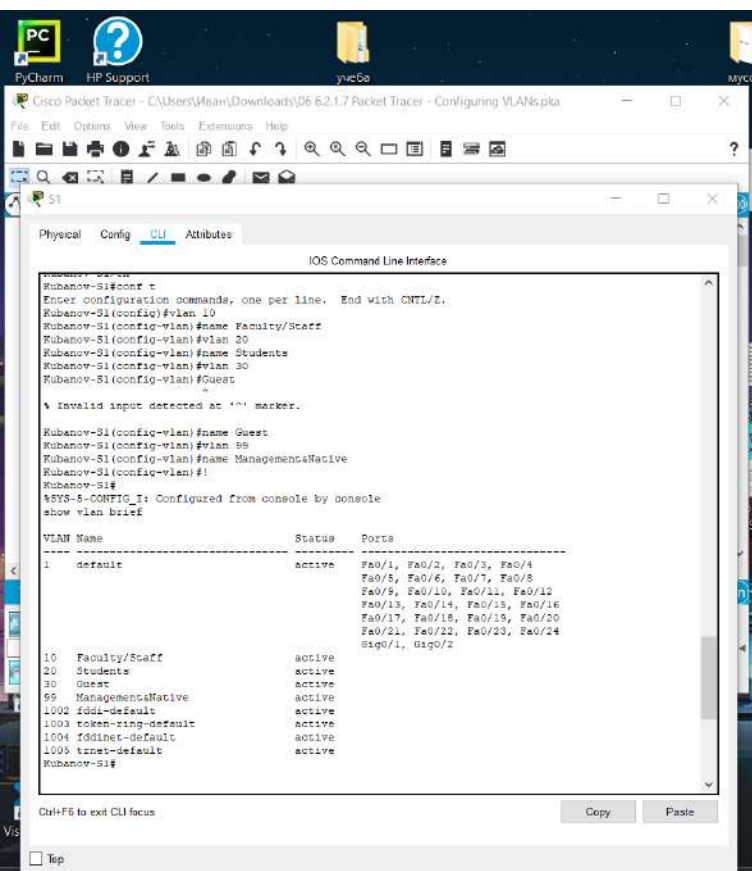 PC
PyCharm
HP Support
учеба
Cisco Packet Tracer - C:\Users\Иван\Downloads\06 6.2.1.7 Packet Tracer - Configuring VLANs.pka
File Edit Options View Tools Extensions Help
S1
Physical Config CLI Attributes
IOS Command Line Interface
Kubanov-S1#conf t
Enter configuration commands, one per line. End with CNTL/Z.
Kubanov-S1(config)#vlan 10
Kubanov-S1(config-vlan)#name Faculty/Staff
Kubanov-S1(config-vlan)#vlan 20
Kubanov-S1(config-vlan)#name Students
Kubanov-S1(config-vlan)#vlan 30
Kubanov-S1(config-vlan)#Guest
^
% Invalid input detected at '^' marker.
Kubanov-S1(config-vlan)#name Guest
Kubanov-S1(config-vlan)#vlan 99
Kubanov-S1(config-vlan)#name Management&Native
Kubanov-S1(config-vlan)#!
Kubanov-S1#
%SYS-5-CONFIG_I: Configured from console by console
show vlan brief
VLAN Name Status Ports
---- -------------------------------- --------- -------------------------------
1 default active Fa0/1, Fa0/2, Fa0/3, Fa0/4
Fa0/5, Fa0/6, Fa0/7, Fa0/8
Fa0/9, Fa0/10, Fa0/11, Fa0/12
Fa0/13, Fa0/14, Fa0/15, Fa0/16
Fa0/17, Fa0/18, Fa0/19, Fa0/20
Fa0/21, Fa0/22, Fa0/23, Fa0/24
Gig0/1, Gig0/2
10 Faculty/Staff active
20 Students active
30 Guest active
99 Management&Native active
1002 fddi-default active
1003 token-ring-default active
1004 fddinet-default active
1005 trnet-default active
Kubanov-S1#
Ctrl+F6 to exit CLI focus
Copy
Paste
Top